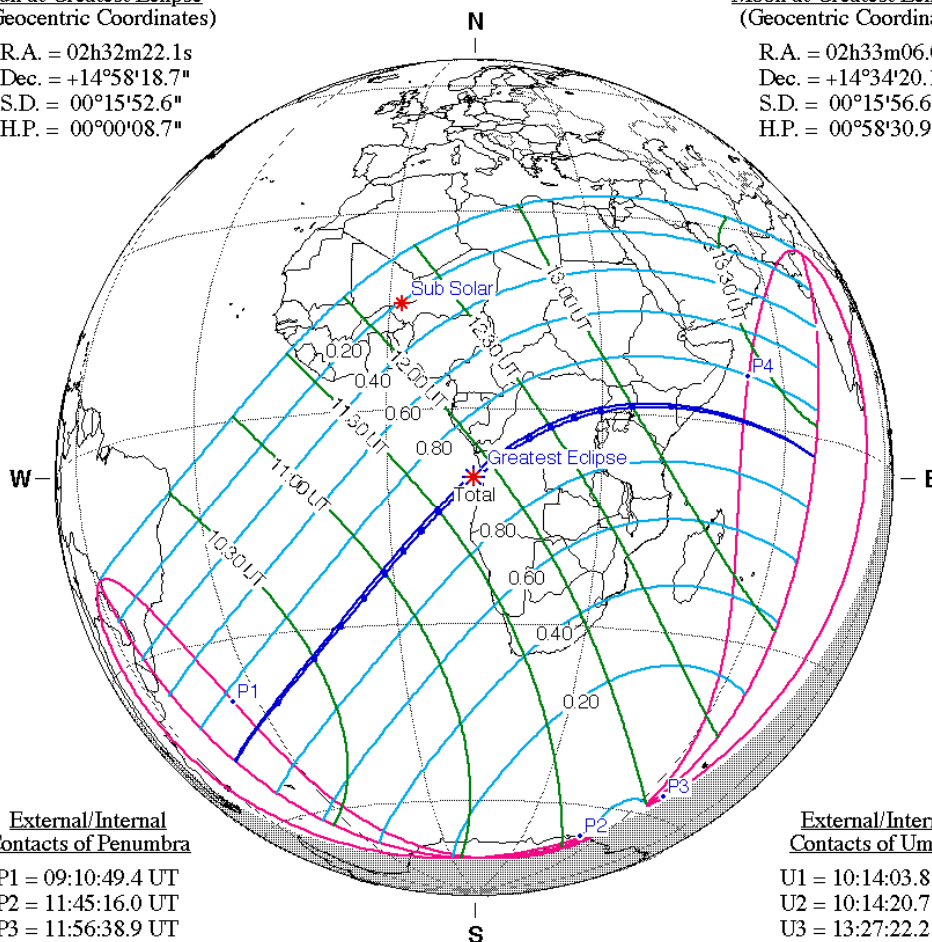 (Geocentric Coordinates)
R.A. = 02h32m22.1s
Dec. = +14°58'18.7"
S.D. = 00°15'52.6"
H.P. = 00°00'08.7"
N
Moon at Greatest
(Geocentric
R.A. = 02h33m06.
Dec. = +14°34'20.
S.D. = 00°15'56.6
H.P. = 00°58'30.9
Sub Solar
13:00 UT
13:30 UT
12:30 UT
12:00 UT
11:30 UT
11:00 UT
10:30 UT
0.20
0.40
0.60
0.80
P4
W
Greatest Eclipse
Total
0.80
0.60
0.40
0.20
P1
P3
P2
S
External/Internal
Contacts of Penumbra
P1 = 09:10:49.4 UT
P2 = 11:45:16.0 UT
P3 = 11:56:38.9 UT
Contacts of
U1 = 10:14:03.8
U2 = 10:14:20.7
U3 = 13:27:22.2